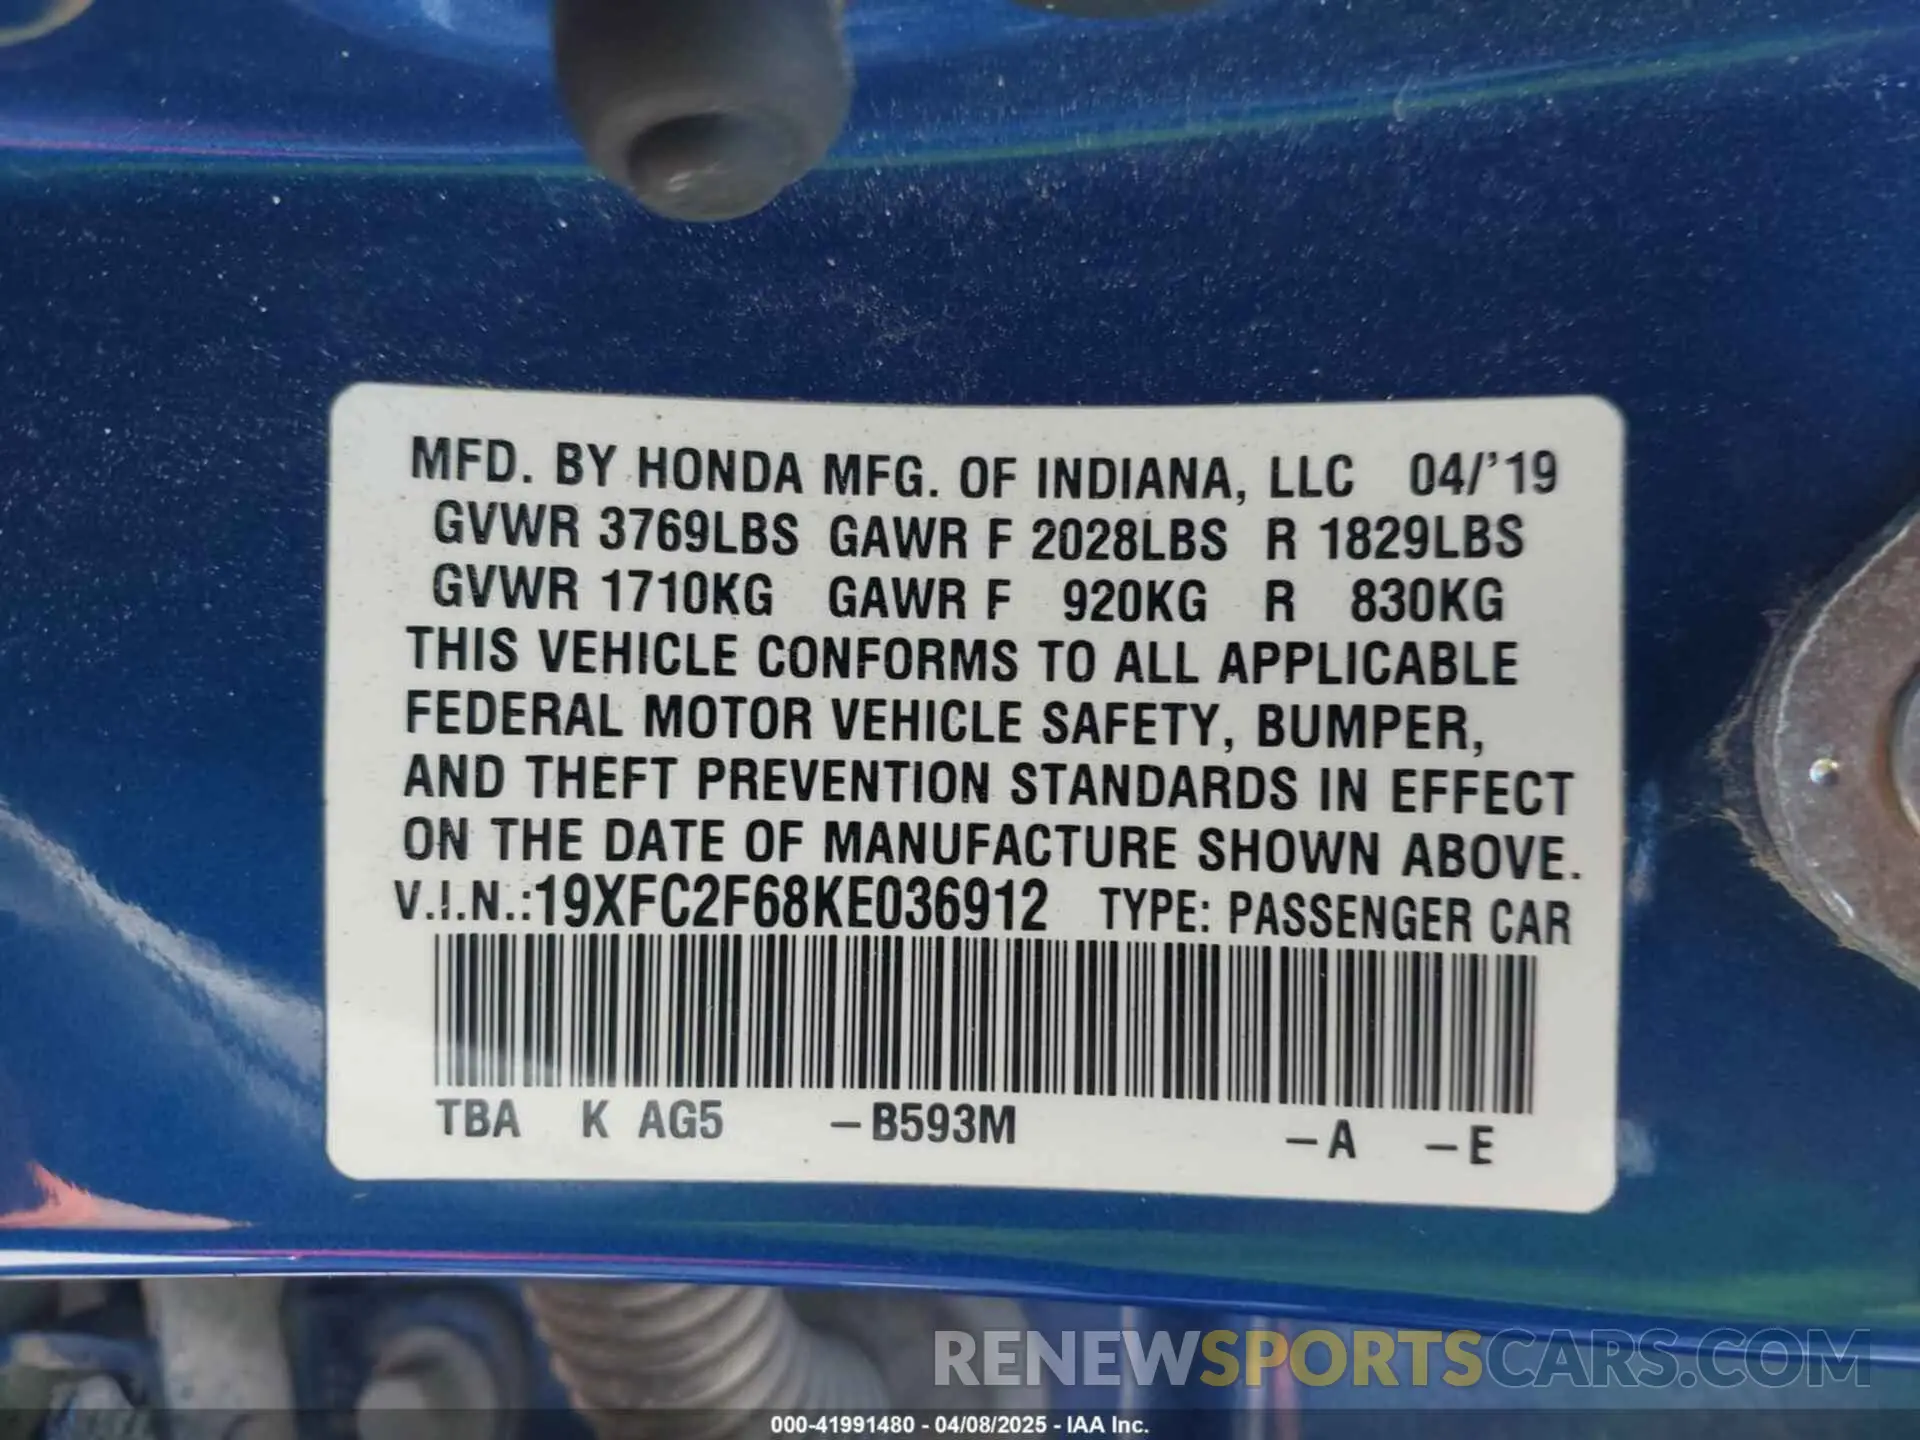 MFD. BY HONDA MFG. OF INDIANA, LLC 04/'19
GVWR 3769LBS GAWR F 2028LBS R 1829LBS
GVWR 1710KG GAWR F 920KG R 830KG
THIS VEHICLE CONFORMS TO ALL APPLICABLE
FEDERAL MOTOR VEHICLE SAFETY, BUMPER,
AND THEFT PREVENTION STANDARDS IN EFFECT
ON THE DATE OF MANUFACTURE SHOWN ABOVE.
V.I.N.:19XFC2F68KE036912 TYPE: PASSENGER CAR
TBA K AG5 –B593M –A –E
RENEWSPORTSCARS.COM
000-41991480 - 04/08/2025 - IAA Inc.